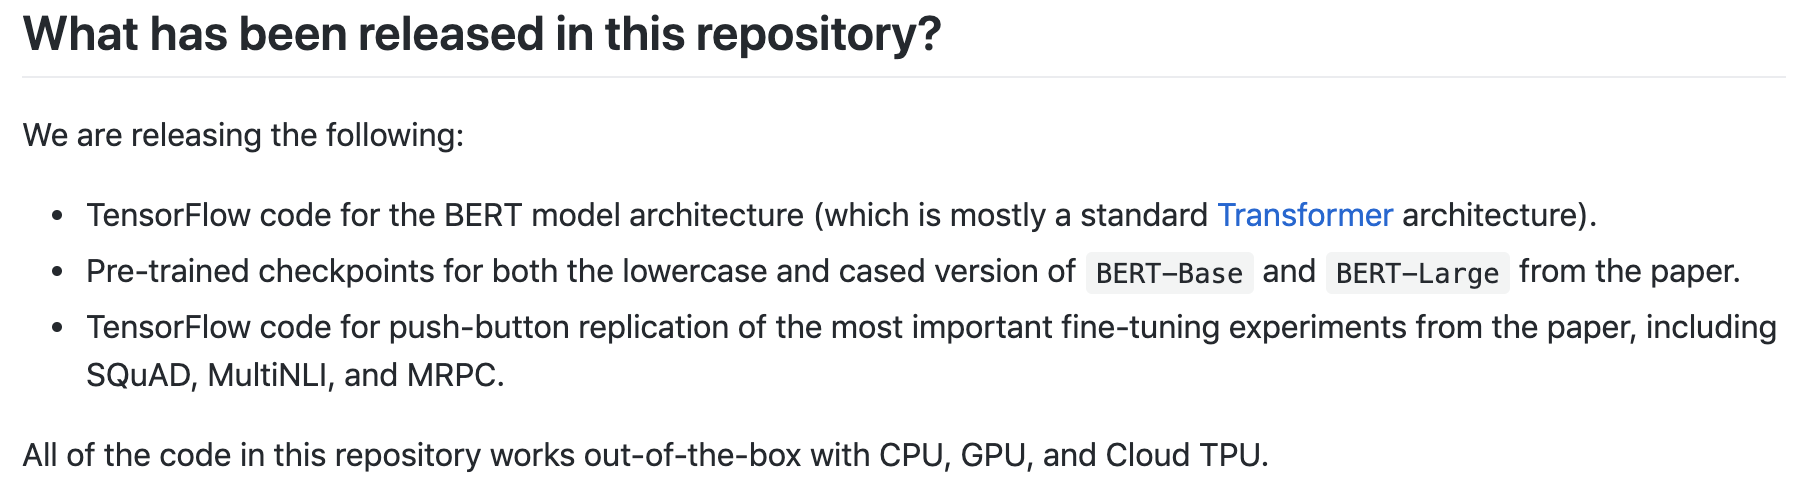 What has been released in this repository?
We are releasing the following:
• TensorFlow code for the BERT model architecture (which is mostly a standard Transformer architecture).
• Pre-trained checkpoints for both the lowercase and cased version of BERT-Base and BERT-Large from the paper.
• TensorFlow code for push-button replication of the most important fine-tuning experiments from the paper, including
SQuAD, MultiNLI, and MRPC.
All of the code in this repository works out-of-the-box with CPU, GPU, and Cloud TPU.